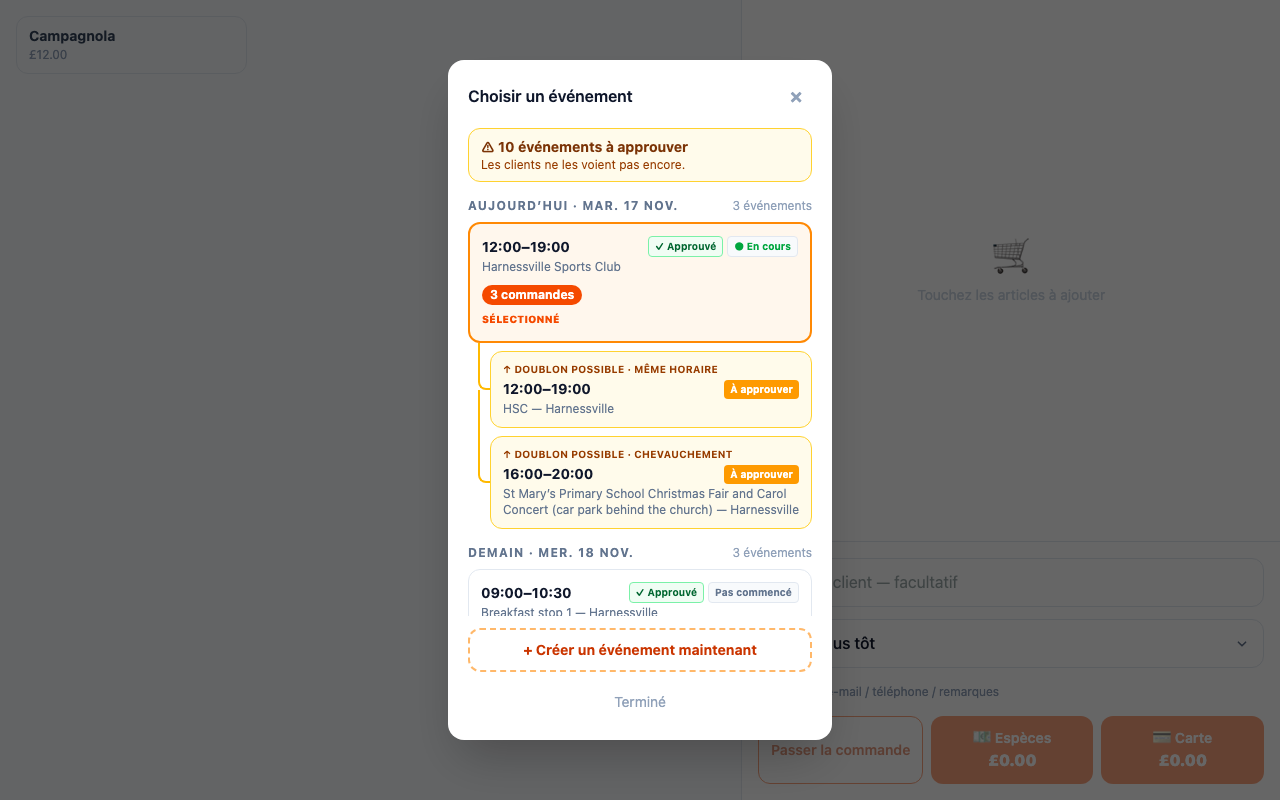 Campagnola
£12.00
Choisir un événement
×
⚠ 10 événements à approuver
Les clients ne les voient pas encore.
AUJOURD'HUI · MAR. 17 NOV.
3 événements
12:00–19:00
✓ Approuvé
En cours
Harnessville Sports Club
3 commandes
SÉLECTIONNÉ
↑ DOUBLON POSSIBLE · MÊME HORAIRE
12:00–19:00
À approuver
HSC — Harnessville
↑ DOUBLON POSSIBLE · CHEVAUCHEMENT
16:00–20:00
À approuver
St Mary's Primary School Christmas Fair and Carol
Concert (car park behind the church) — Harnessville
DEMAIN · MER. 18 NOV.
3 événements
09:00–10:30
✓ Approuvé
Pas commencé
Breakfast stop 1 — Harnessville
+ Créer un événement maintenant
Terminé
Touchez les articles à ajouter
client — facultatif
us tôt
-mail / téléphone / remarques
Passer la commande
Espèces
£0.00
Carte
£0.00